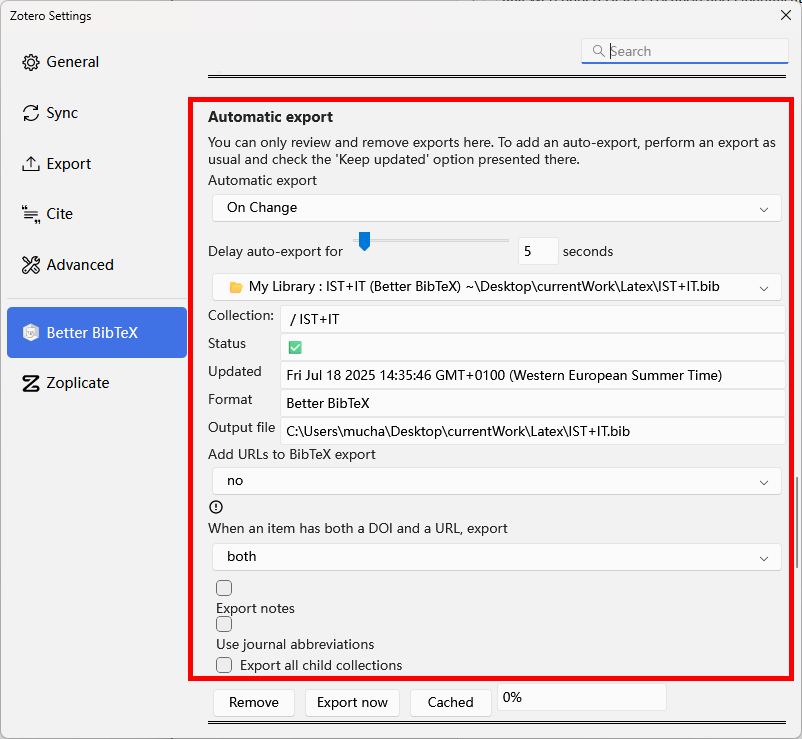 Zotero Settings
General
Sync
Export
Cite
Advanced
Better BibTeX
Zoplicate
Search
Automatic export
You can only review and remove exports here. To add an auto-export, perform an export as
usual and check the 'Keep updated' option presented there.
Automatic export
On Change
Delay auto-export for 5 seconds
My Library : IST+IT (Better BibTeX) ~\Desktop\currentWork\Latex\IST+IT.bib
Collection: / IST+IT
Status
Updated Fri Jul 18 2025 14:35:46 GMT+0100 (Western European Summer Time)
Format Better BibTeX
Output file C:\Users\mucha\Desktop\currentWork\Latex\IST+IT.bib
Add URLs to BibTeX export
no
When an item has both a DOI and a URL, export
both
Export notes
Use journal abbreviations
Export all child collections
Remove Export now Cached 0%